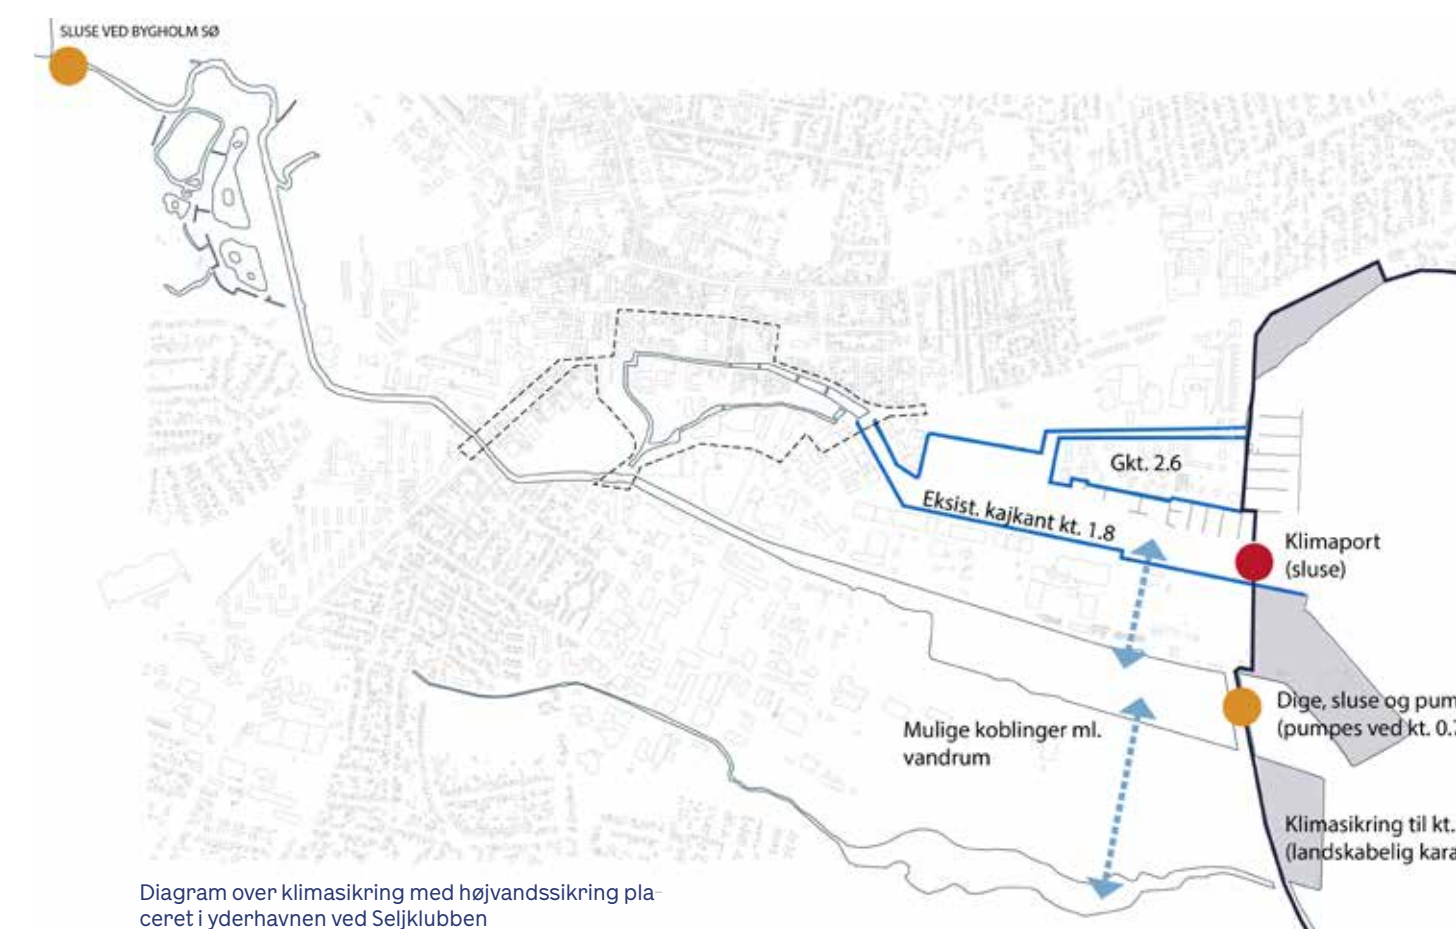 SLUSE VED BYGHOLM SØ
Gkt. 2.6
Eksist. kajkant kt. 1.8
Klimaport
(sluse)
Dige, sluse og pum
(pumpes ved kt. 0.
Mulige koblinger ml.
vandrum
Klimasikring til kt.
(landskabelig kara
Diagram over klimasikring med højvandssikring pla-
ceret i yderhavnen ved Seljklubben